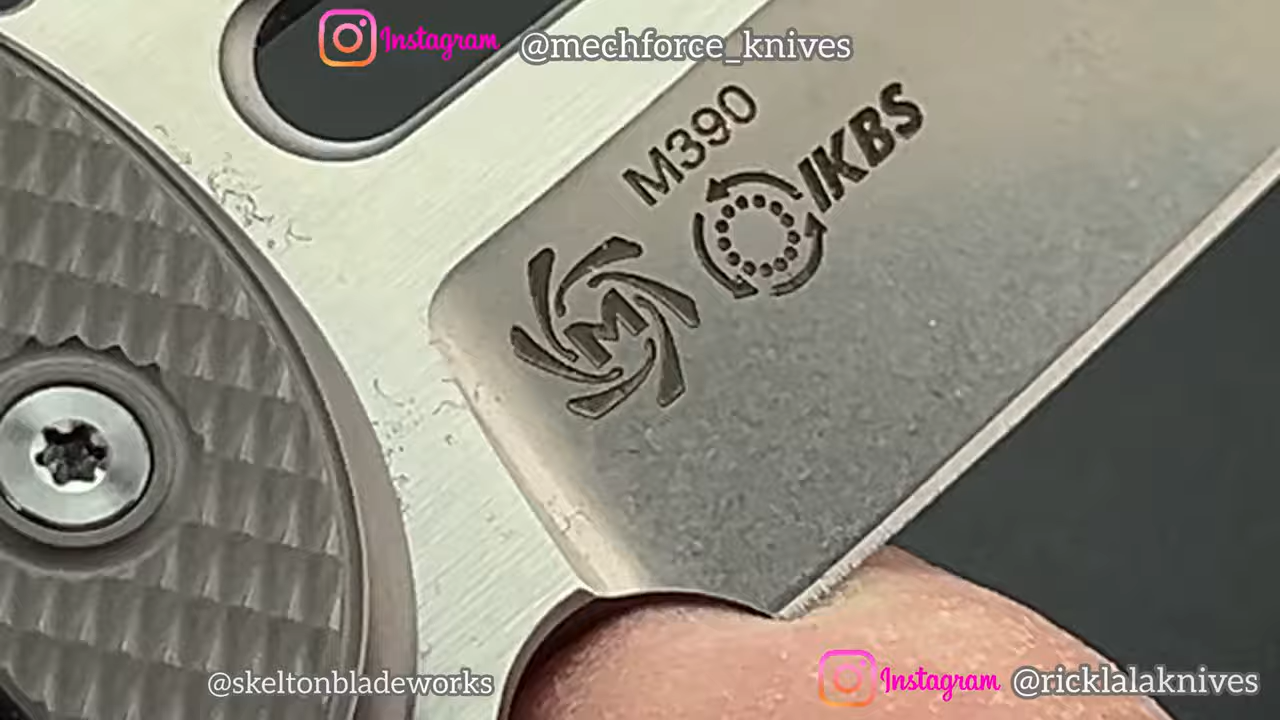 Instagram @mechforce_knives
M390
IKBS
M
@skeltonbladeworks
Instagram @ricklalaknives